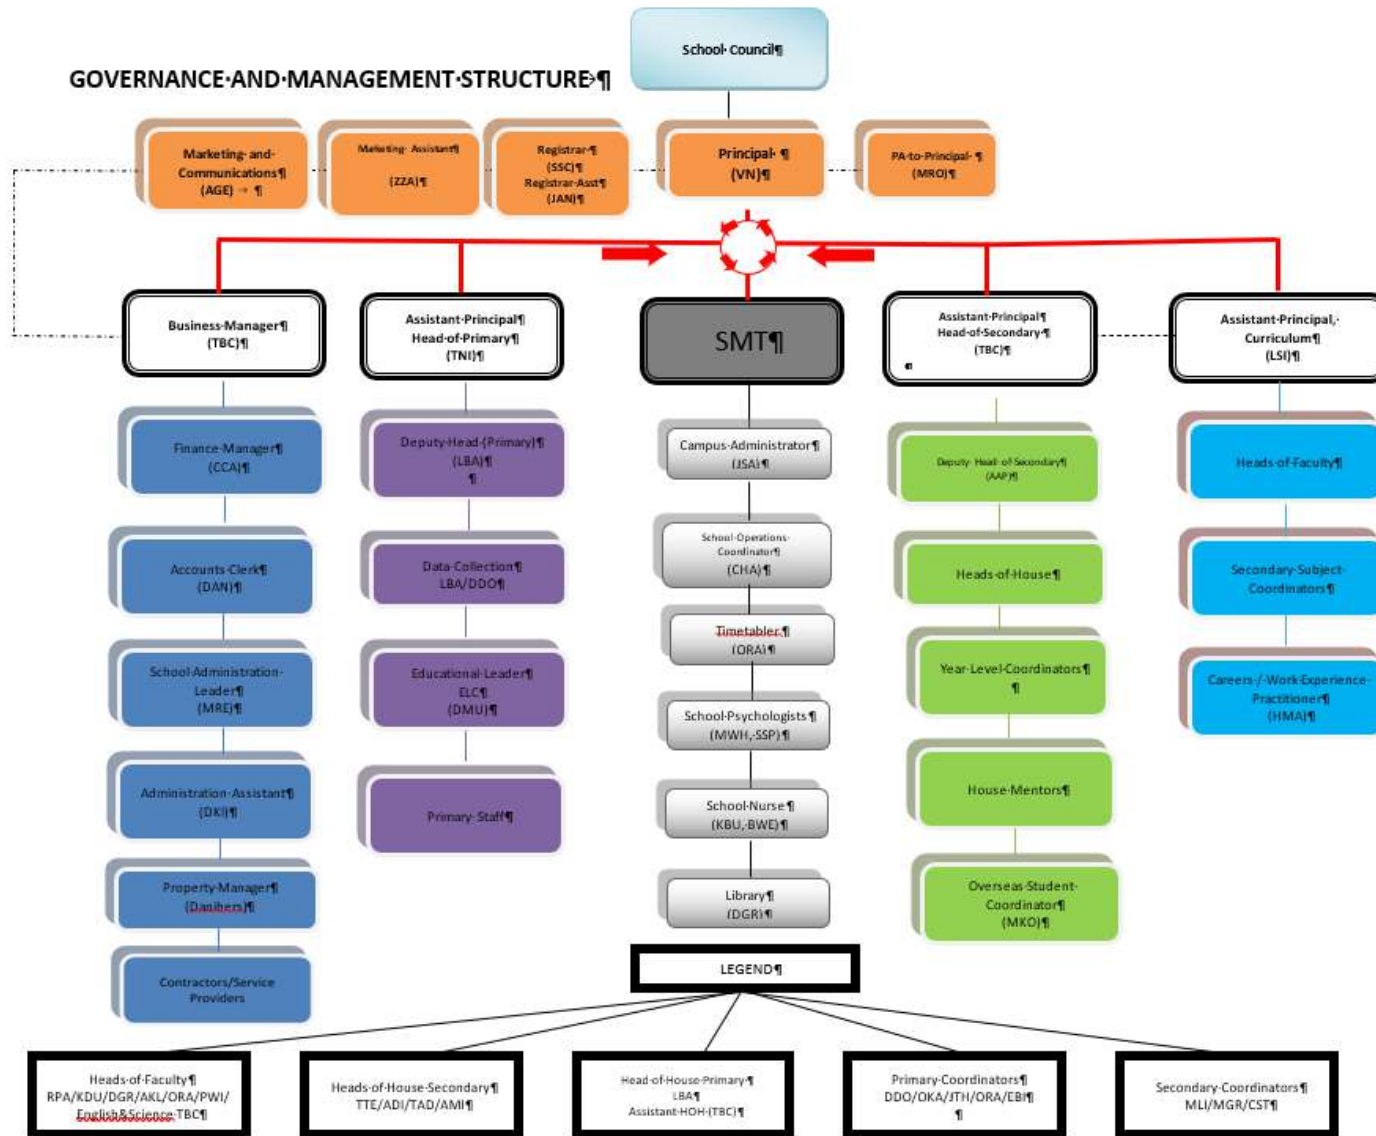 School Council¶
GOVERNANCE·AND·MANAGEMENT·STRUCTURE¶
Marketing·and·
Communications¶
(AGE) → ¶
Marketing·Assistant¶
(ZZA)¶
Registrar·¶
(SSC)¶
Registrar·Asst¶
(JAN)¶
Principal·¶
(VN)¶
PA·to·Principal·¶
(MRO)¶
Business·Manager¶
(TBC)¶
Assistant·Principal¶
Head·of·Primary¶
(TNI)¶
SMT¶
Assistant·Principal¶
Head·of·Secondary·¶
(TBC)¶
¶
Assistant·Principal,·
Curriculum¶
(LSI)¶
Finance·Manager¶
(CCA)¶
Accounts·Clerk¶
(DAN)¶
School·Administration·
Leader¶
(MRE)¶
Administration·Assistant¶
(DKI)¶
Property·Manager¶
(Danihers)¶
Contractors/Service
Providers
Deputy·Head·(Primary)¶
(LBA)¶
¶
Data·Collection¶
LBA/DDO¶
Educational·Leader¶
ELC¶
(DMU)¶
Primary·Staff¶
Campus·Administrator¶
(JSA)¶
School·Operations·
Coordinator¶
(CHA)¶
Timetabler·¶
(ORA)¶
School·Psychologists¶
(MWH,·SSP)¶
School·Nurse¶
(KBU,·BWE)¶
Library¶
(DGR)¶
Deputy·Head·of·Secondary¶
(AAP)¶
Heads·of·House¶
Year·Level·Coordinators¶
¶
House·Mentors¶
Overseas·Student·
Coordinator¶
(MKO)¶
Heads·of·Faculty¶
Secondary·Subject·
Coordinators¶
Careers·/·Work·Experience·
Practitioner¶
(HMA)¶
LEGEND¶
Heads·of·Faculty¶
RPA/KDU/DGR/AKL/ORA/PWI/
English&Science·TBC¶
Heads·of·House·Secondary¶
TTE/ADI/TAD/AMI¶
Head·of·House·Primary¶
LBA¶
Assistant·HOH·(TBC)¶
Primary·Coordinators¶
DDO/OKA/JTH/ORA/EBI¶
¶
Secondary·Coordinators¶
MLI/MGR/CST¶